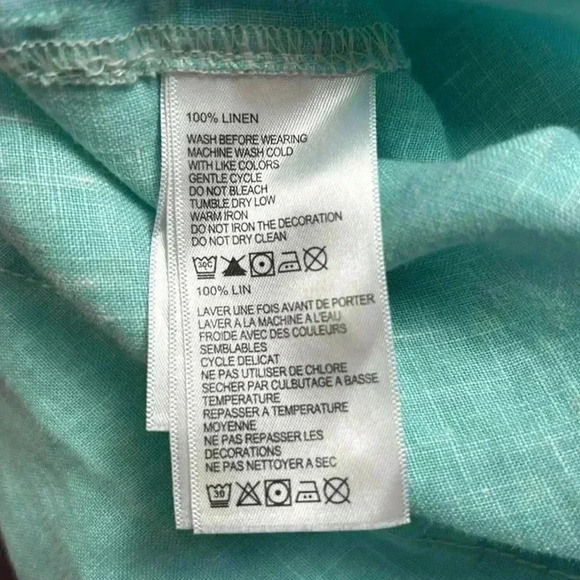 100% LINEN
WASH BEFORE WEARING
MACHINE WASH COLD
WITH LIKE COLORS
GENTLE CYCLE
DO NOT BLEACH
TUMBLE DRY LOW
WARM IRON
DO NOT IRON THE DECORATION
DO NOT DRY CLEAN
30C
100% LIN
LAVER UNE FOIS AVANT DE PORTER
LAVER A LA MACHINE A L'EAU
FROIDE AVEC DES COULEURS
SEMBLABLES
CYCLE DELICAT
NE PAS UTILISER DE CHLORE
SECHER PAR CULBUTAGE A BASSE
TEMPERATURE
REPASSER A TEMPERATURE
MOYENNE
NE PAS REPASSER LES
DECORATIONS
NE PAS NETTOYER A SEC
30